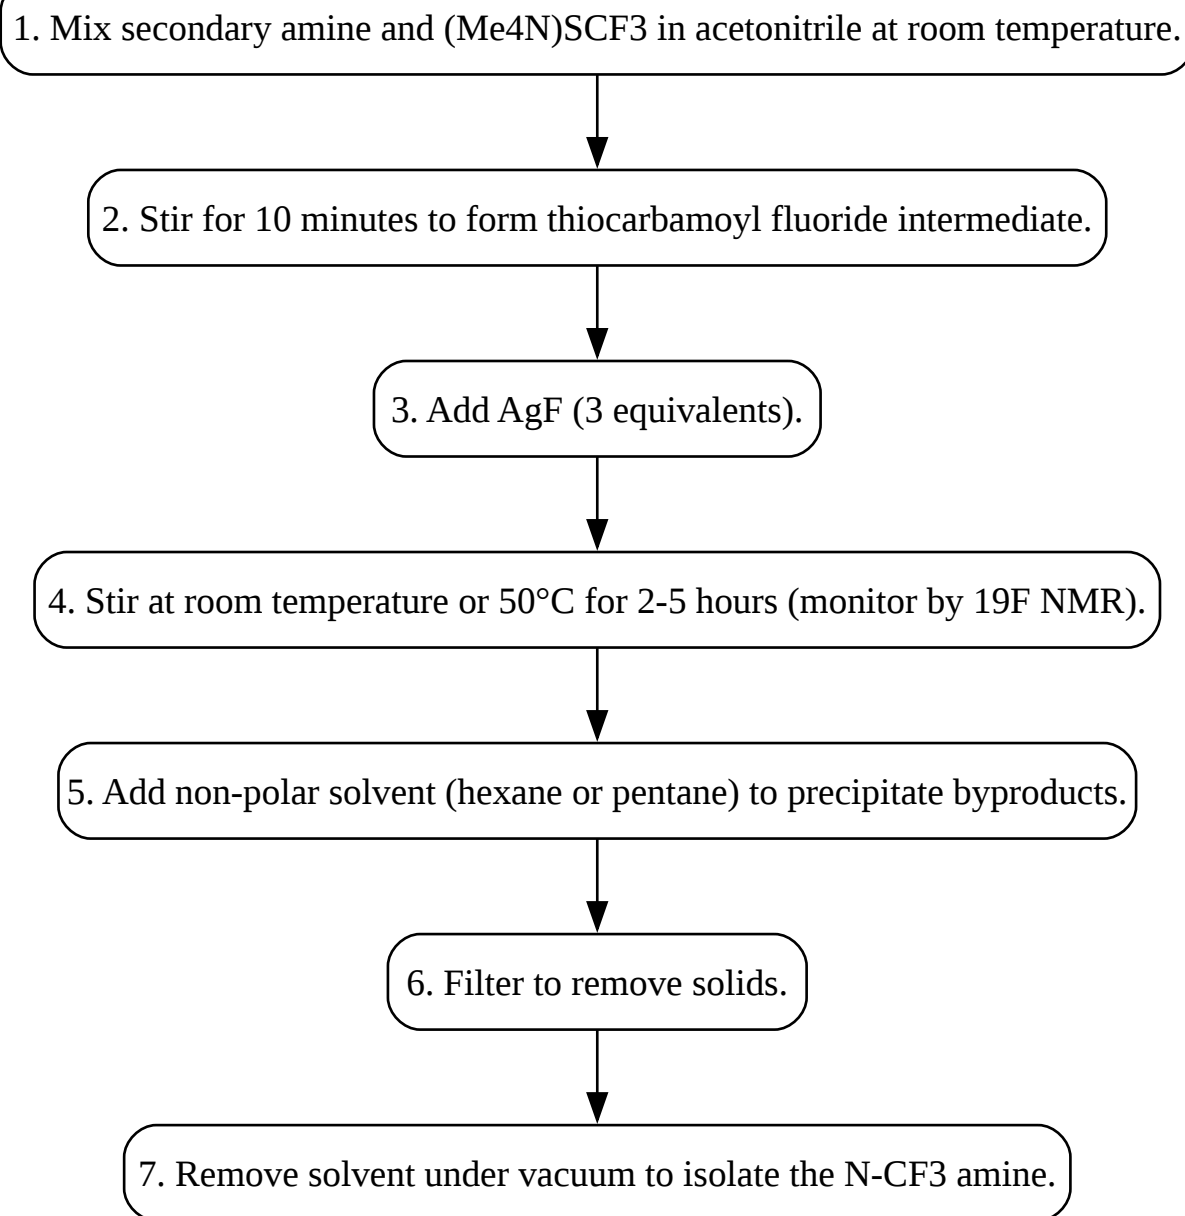 1. Mix secondary amine and (Me4N)SCF3 in acetonitrile at room temperature.
2. Stir for 10 minutes to form thiocarbamoyl fluoride intermediate.
3. Add AgF (3 equivalents).
4. Stir at room temperature or 50°C for 2-5 hours (monitor by 19F NMR).
5. Add non-polar solvent (hexane or pentane) to precipitate byproducts.
6. Filter to remove solids.
7. Remove solvent under vacuum to isolate the N-CF3 amine.